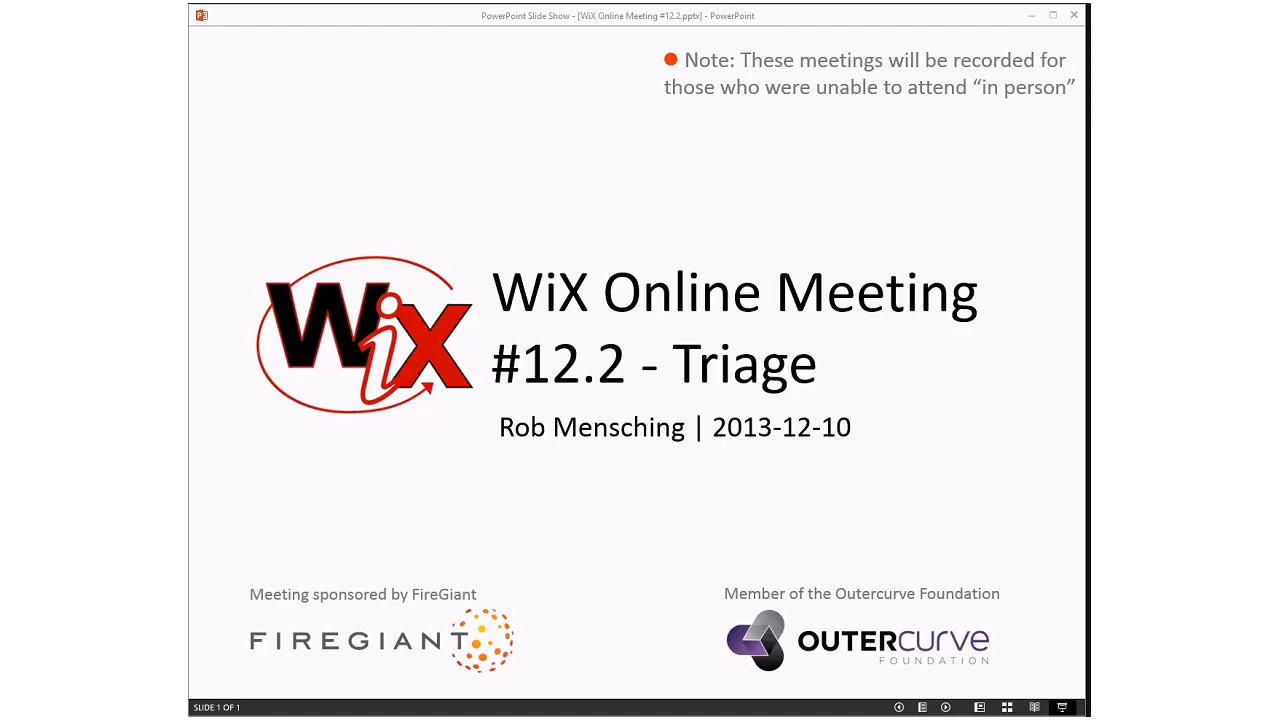 PowerPoint Slide Show - [WiX Online Meeting #12.2.pptx] - PowerPoint
Note: These meetings will be recorded for
those who were unable to attend “in person”
WiX
WiX Online Meeting
#12.2 - Triage
Rob Mensching | 2013-12-10
Meeting sponsored by FireGiant
FIREGIANT
Member of the Outercurve Foundation
OUTERCURVE
FOUNDATION
SLIDE 1 OF 1